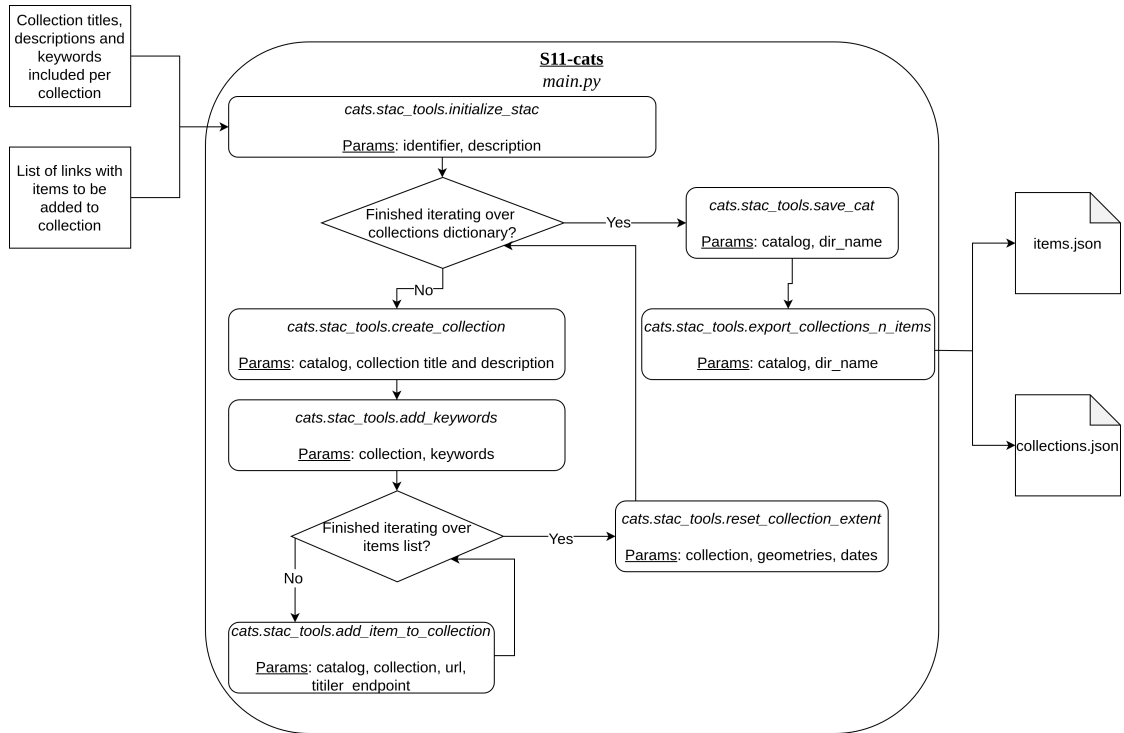 Collection titles,
descriptions and
keywords
included per
collection
List of links with
items to be
added to
collection
S11-cats
main.py
cats.stac_tools.initialize_stac
Params: identifier, description
Finished iterating over
collections dictionary?
Yes
No
cats.stac_tools.save_cat
Params: catalog, dir_name
cats.stac_tools.create_collection
Params: catalog, collection title and description
cats.stac_tools.export_collections_n_items
Params: catalog, dir_name
cats.stac_tools.add_keywords
Params: collection, keywords
Finished iterating over
items list?
Yes
No
cats.stac_tools.reset_collection_extent
Params: collection, geometries, dates
cats.stac_tools.add_item_to_collection
Params: catalog, collection, url,
titiler_endpoint
items.json
collections.json